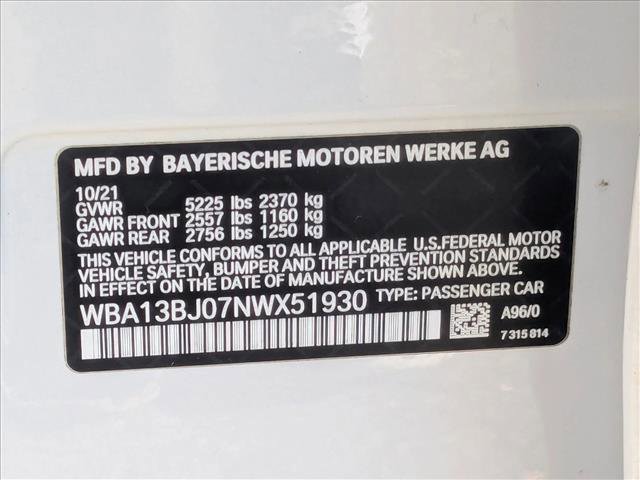 MFD BY BAYERISCHE MOTOREN WERKE AG
10/21
GVWR 5225 lbs 2370 kg
GAWR FRONT 2557 lbs 1160 kg
GAWR REAR 2756 lbs 1250 kg
THIS VEHICLE CONFORMS TO ALL APPLICABLE U.S.FEDERAL MOTOR
VEHICLE SAFETY, BUMPER AND THEFT PREVENTION STANDARDS
IN EFFECT ON THE DATE OF MANUFACTURE SHOWN ABOVE.
WBA13BJ07NWX51930 TYPE: PASSENGER CAR
A96/0
7 315 814